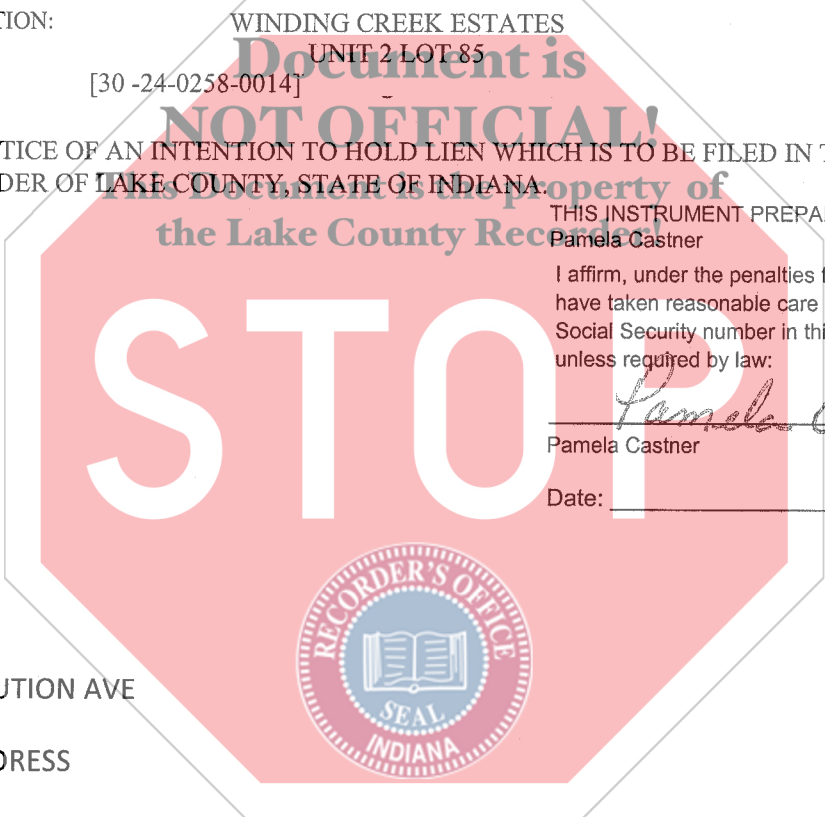 TION: WINDING CREEK ESTATES
Document is
UNIT 2 LOT 85
[30 -24-0258-0014]
NOT OFFICIAL!
TICE OF AN INTENTION TO HOLD LIEN WHICH IS TO BE FILED IN T
DER OF LAKE COUNTY, STATE OF INDIANA.
This Document is the property of
the Lake County Recorder!
THIS INSTRUMENT PREPA
Pamela Castner
I affirm, under the penalties f
have taken reasonable care
Social Security number in thi
unless required by law:
STOP
Pamela C
Pamela Castner
Date:
RECORDER'S OFFICE
SEAL
INDIANA
UTION AVE
DRESS